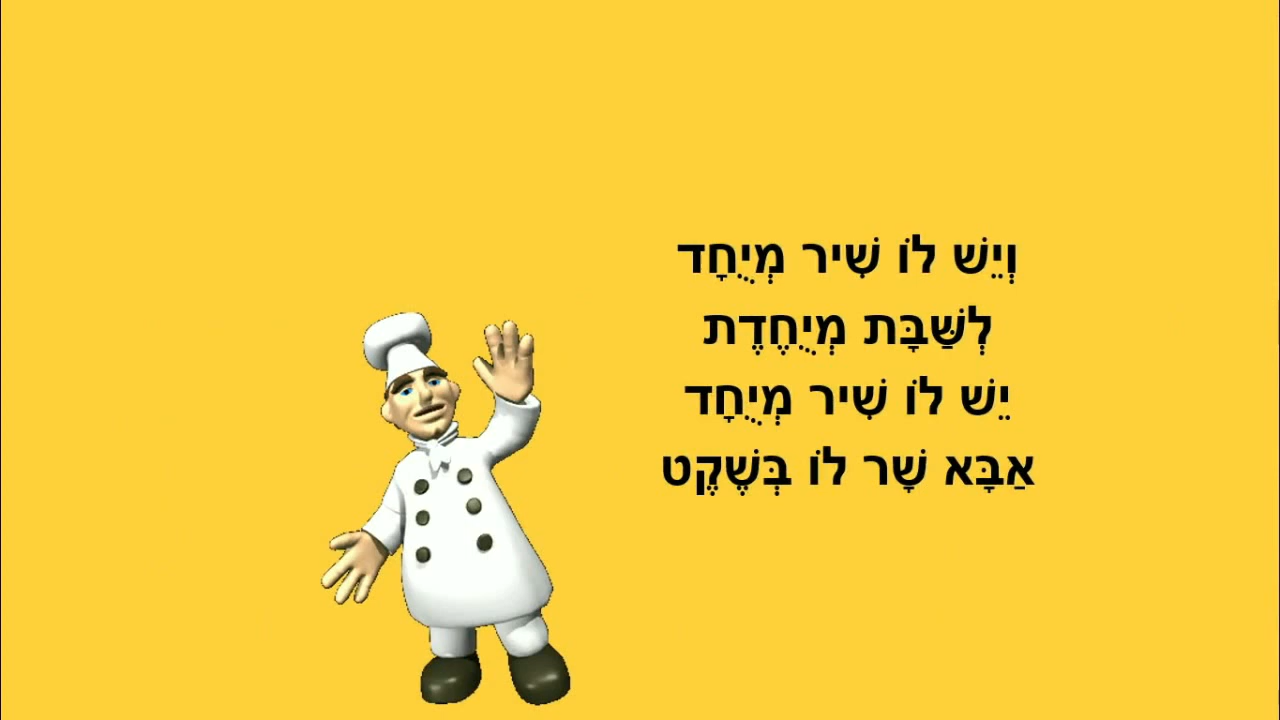 וְיֵשׁ לוֹ שִׁיר מְיֻחָד
לְשַּׁבָּת מְיֻחֶדֶת
יֵשׁ לוֹ שִׁיר מְיֻחָד
אַבָּא שָׁר לוֹ בְּשֶׁקֶט